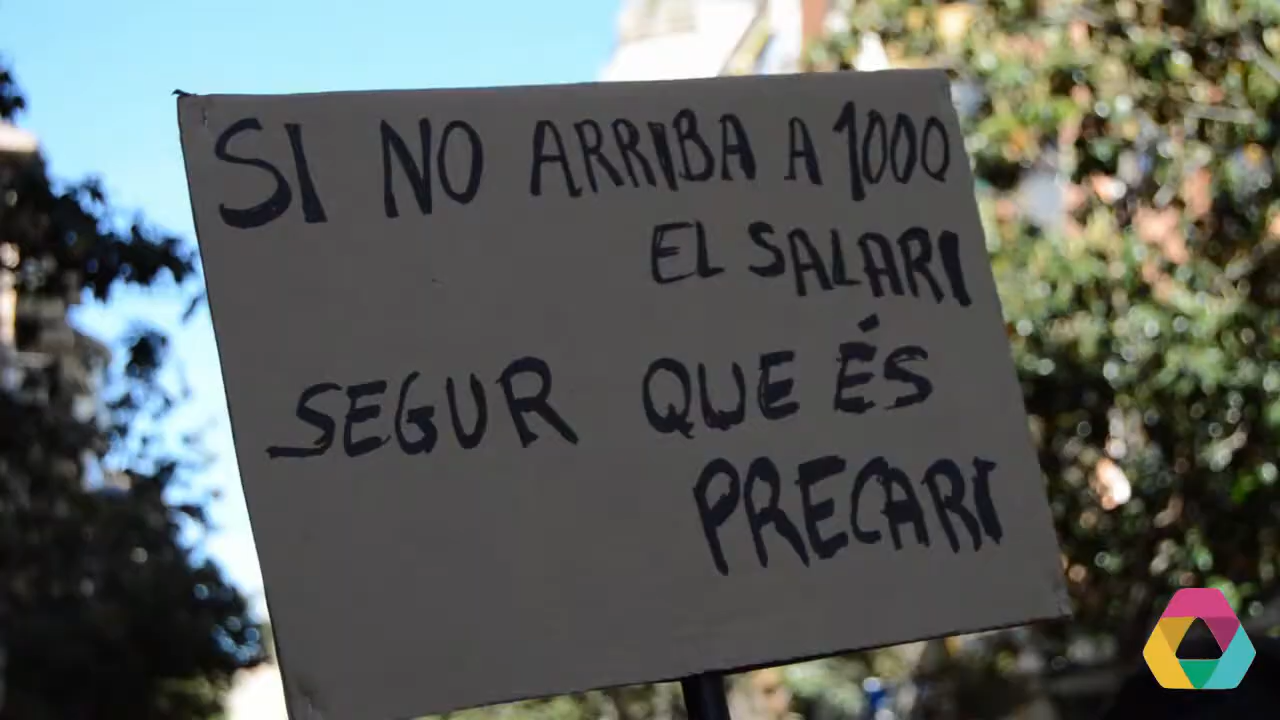 SI NO ARRIBA A 1000
EL SALARI
SEGUR QUE ÉS
PRECARI